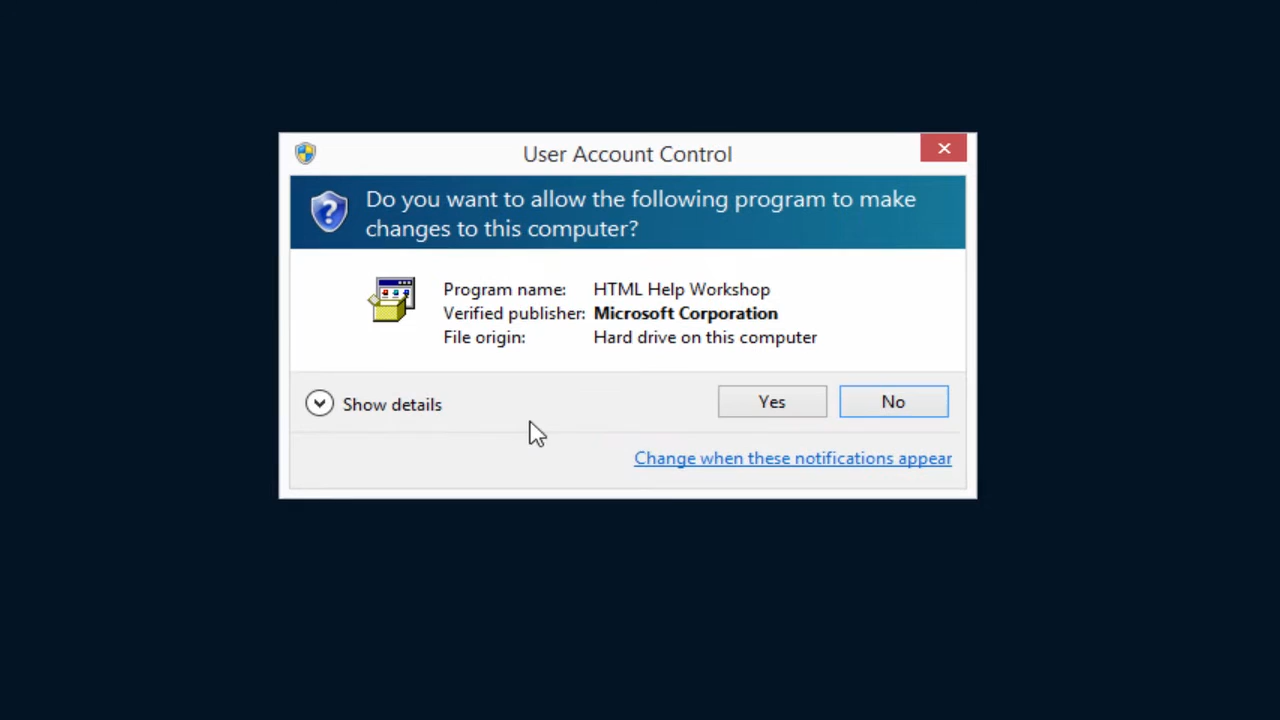 User Account Control
Do you want to allow the following program to make
changes to this computer?
Program name: HTML Help Workshop
Verified publisher: Microsoft Corporation
File origin: Hard drive on this computer
Show details
Yes
No
Change when these notifications appear